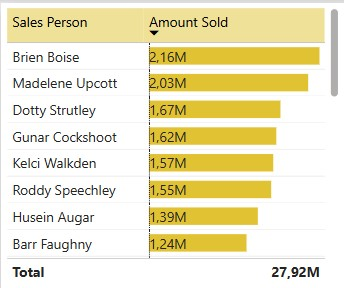 Sales Person Amount Sold
Brien Boise 2,16M
Madelene Upcott 2,03M
Dotty Strutley 1,67M
Gunar Cockshoot 1,62M
Kelci Walkden 1,57M
Roddy Speechley 1,55M
Husein Augar 1,39M
Barr Faughny 1,24M
Total 27,92M